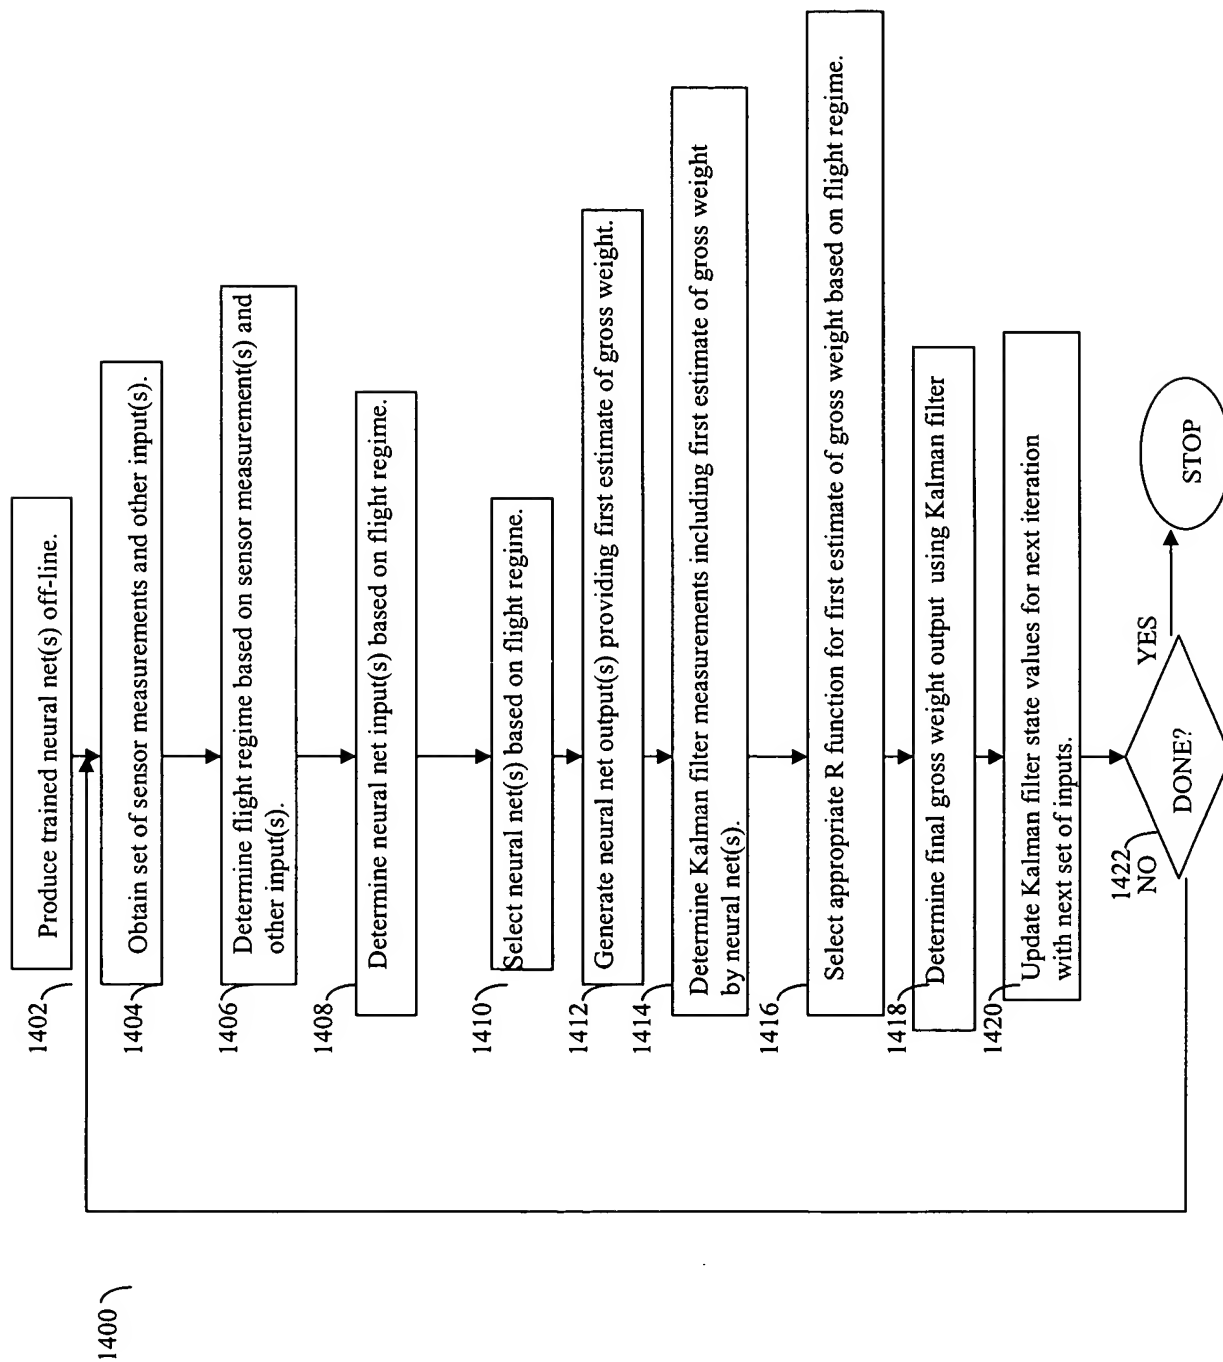 1400
1402
Produce trained neural net(s) off-line.
1404
Obtain set of sensor measurements and other input(s).
1406
Determine flight regime based on sensor measurement(s) and
other input(s).
1408
Determine neural net input(s) based on flight regime.
1410
Select neural net(s) based on flight regime.
1412
Generate neural net output(s) providing first estimate of gross weight.
1414
Determine Kalman filter measurements including first estimate of gross weight
by neural net(s).
1416
Select appropriate R function for first estimate of gross weight based on flight regime.
1418
Determine final gross weight output using Kalman filter
1420
Update Kalman filter state values for next iteration
with next set of inputs.
1422
NO
DONE?
YES
STOP